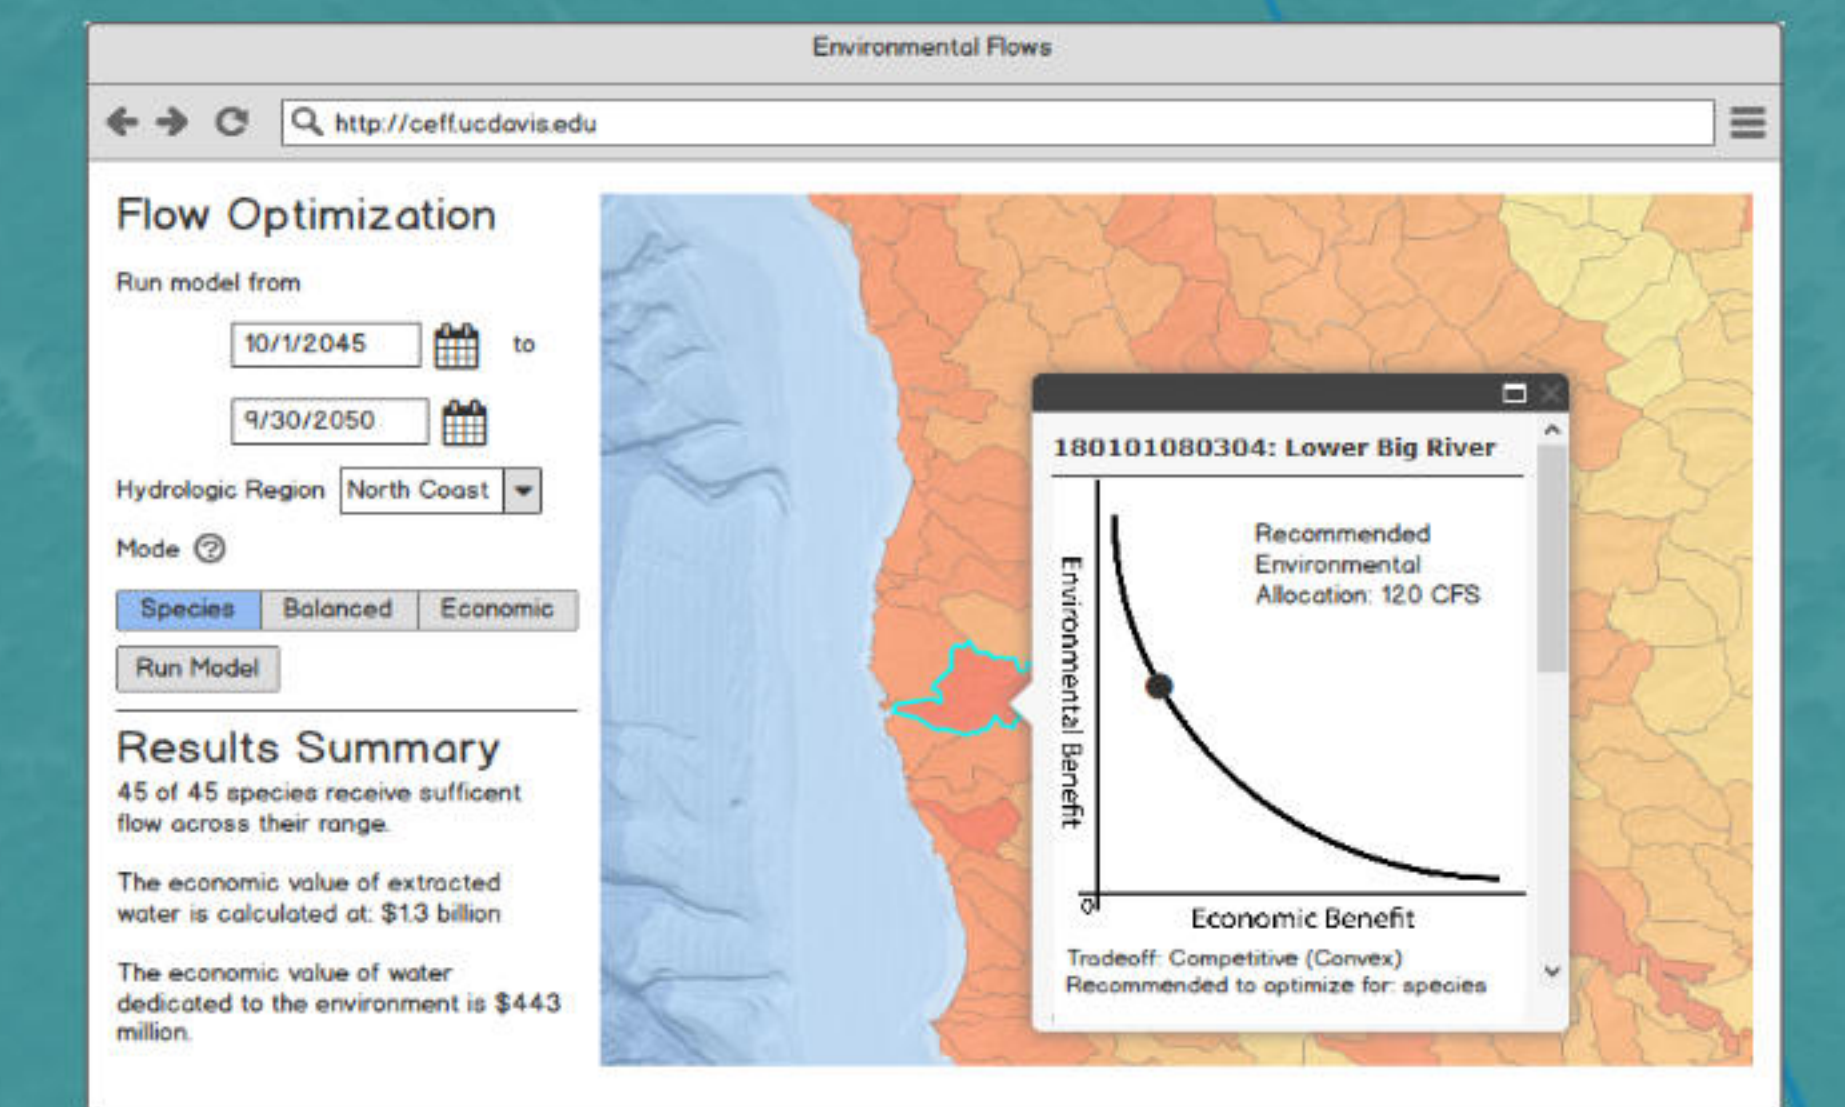 Environmental Flows
http://ceff.ucdavis.edu
Flow Optimization
Run model from
10/1/2045
to
9/30/2050
Hydrologic Region
North Coast
Mode ?
Species
Balanced
Economic
Run Model
Results Summary
45 of 45 species receive sufficent
flow across their range.
The economic value of extracted
water is calculated at: $1.3 billion
The economic value of water
dedicated to the environment is $443
million.
180101080304: Lower Big River
Recommended
Environmental
Allocation: 120 CFS
Environmental Benefit
0
Economic Benefit
Tradeoff: Competitive (Convex)
Recommended to optimize for: species